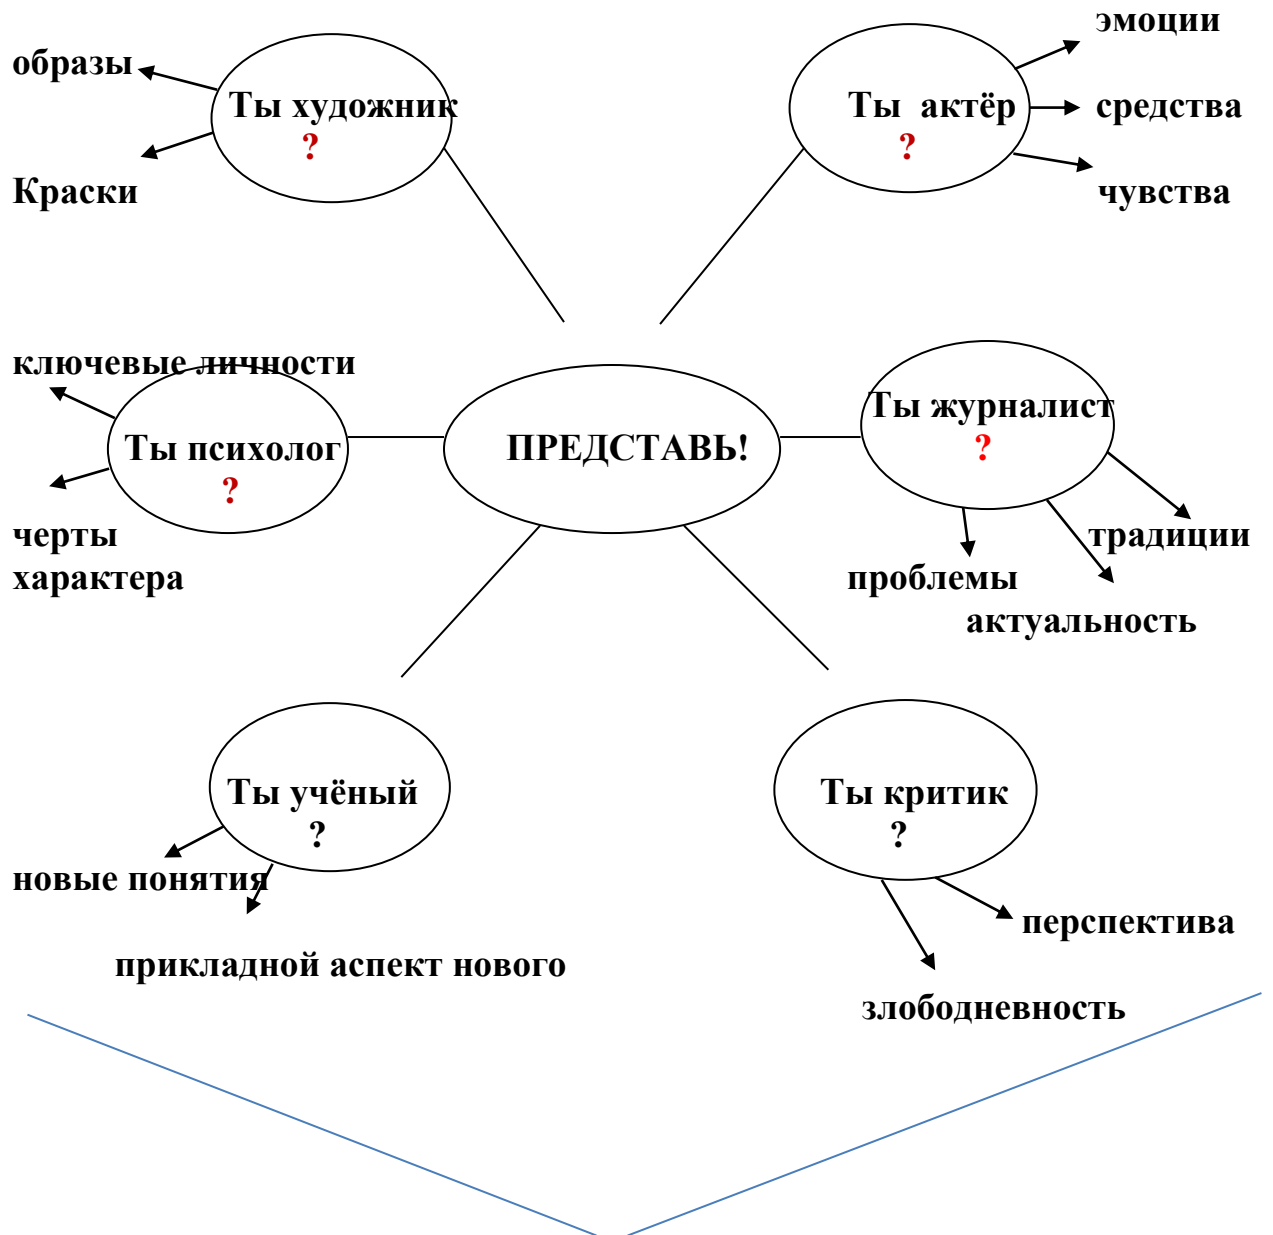 эмоции
образы
Ты художник
?
Ты актёр
?
средства
Краски
чувства
ключевые личности
Ты психолог
?
ПРЕДСТАВЬ!
Ты журналист
?
черты
характера
традиции
проблемы
актуальность
Ты учёный
?
Ты критик
?
новые понятия
перспектива
прикладной аспект нового
злободневность